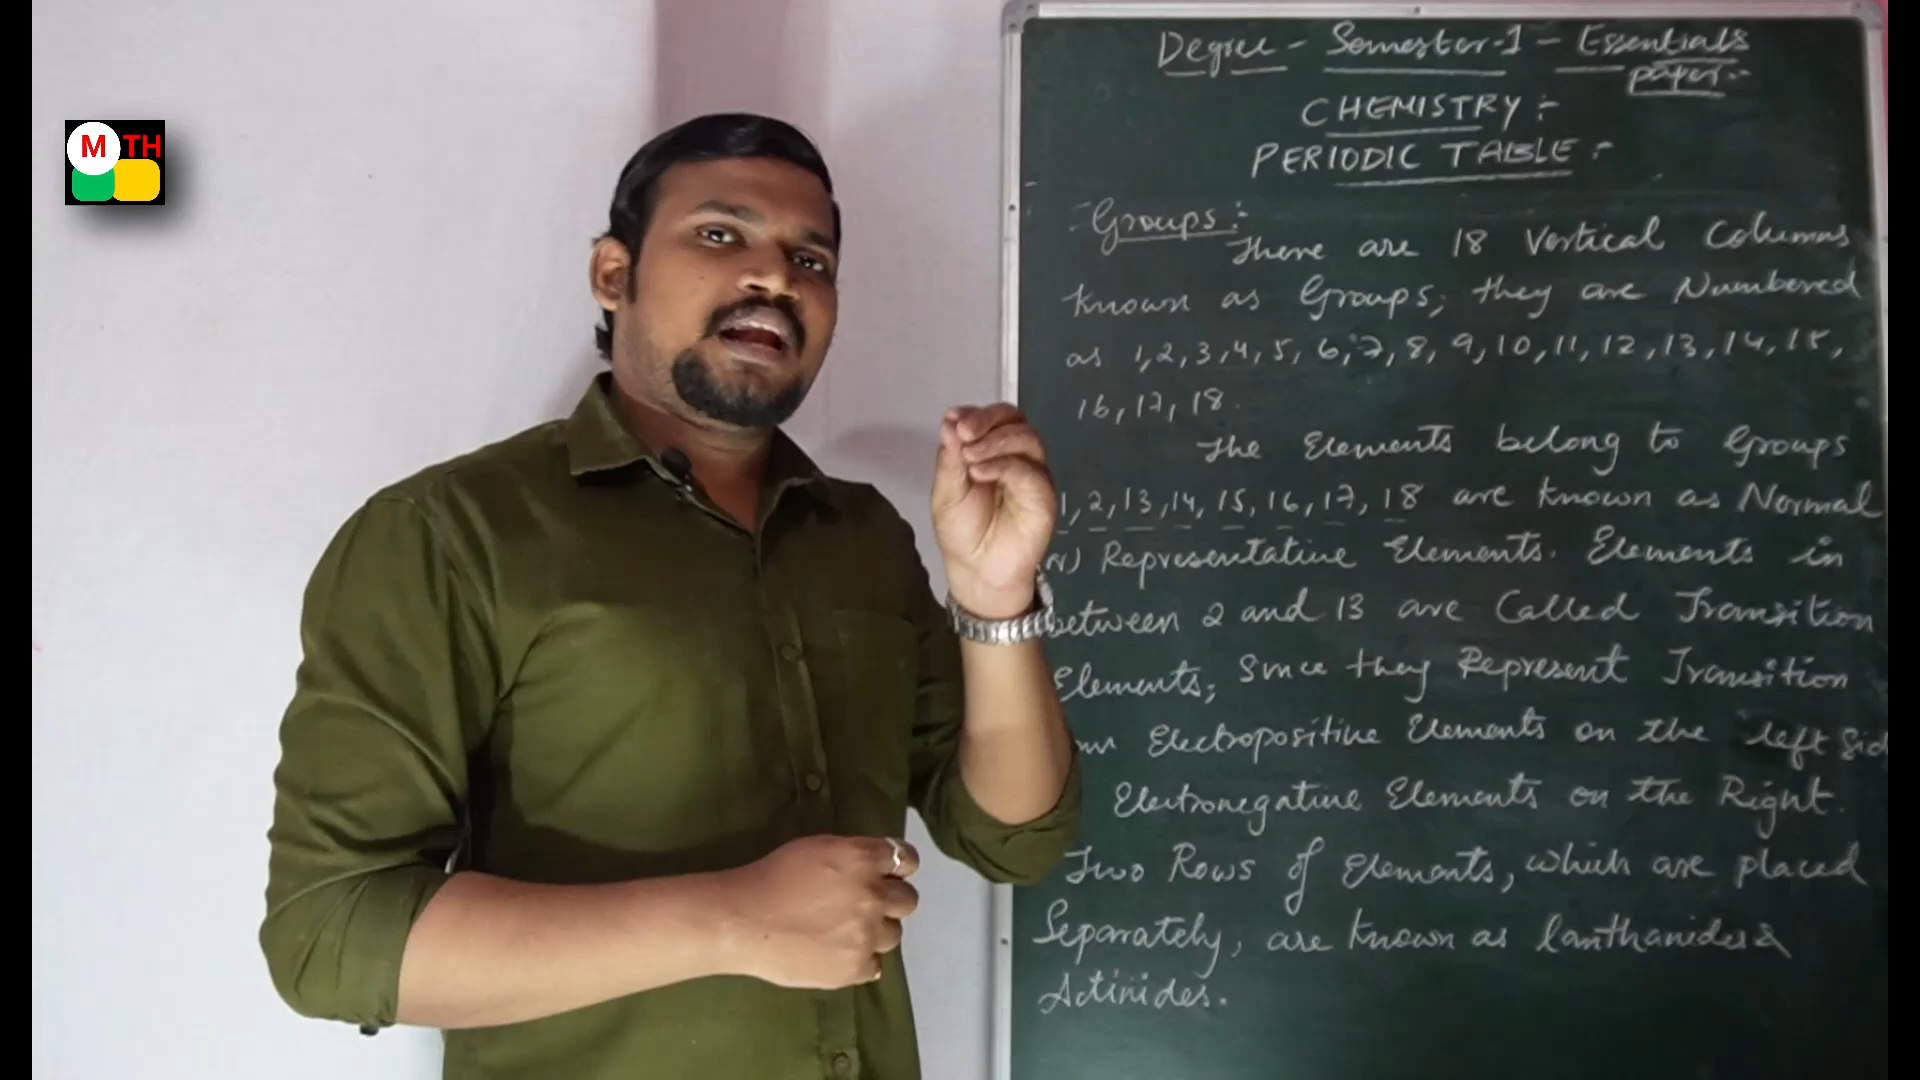 M TH
Degree - Semester-1 - Essentials
paper..
CHEMISTRY :-
PERIODIC TABLE :-
Groups :-
There are 18 Vertical Columns
known as Groups; they are Numbered
as 1,2,3,4,5,6,7,8,9,10,11,12,13,14,15,
16,17,18.
The Elements belong to Groups
1,2,13,14,15,16,17,18 are known as Normal
Representative Elements. Elements in
between 2 and 13 are Called Transition
Elements; Since they Represent Transition
Electropositive Elements on the left Sid
Electronegative Elements on the Right.
Two Rows of Elements, which are placed
Separately, are known as lanthanides &
Actinides.